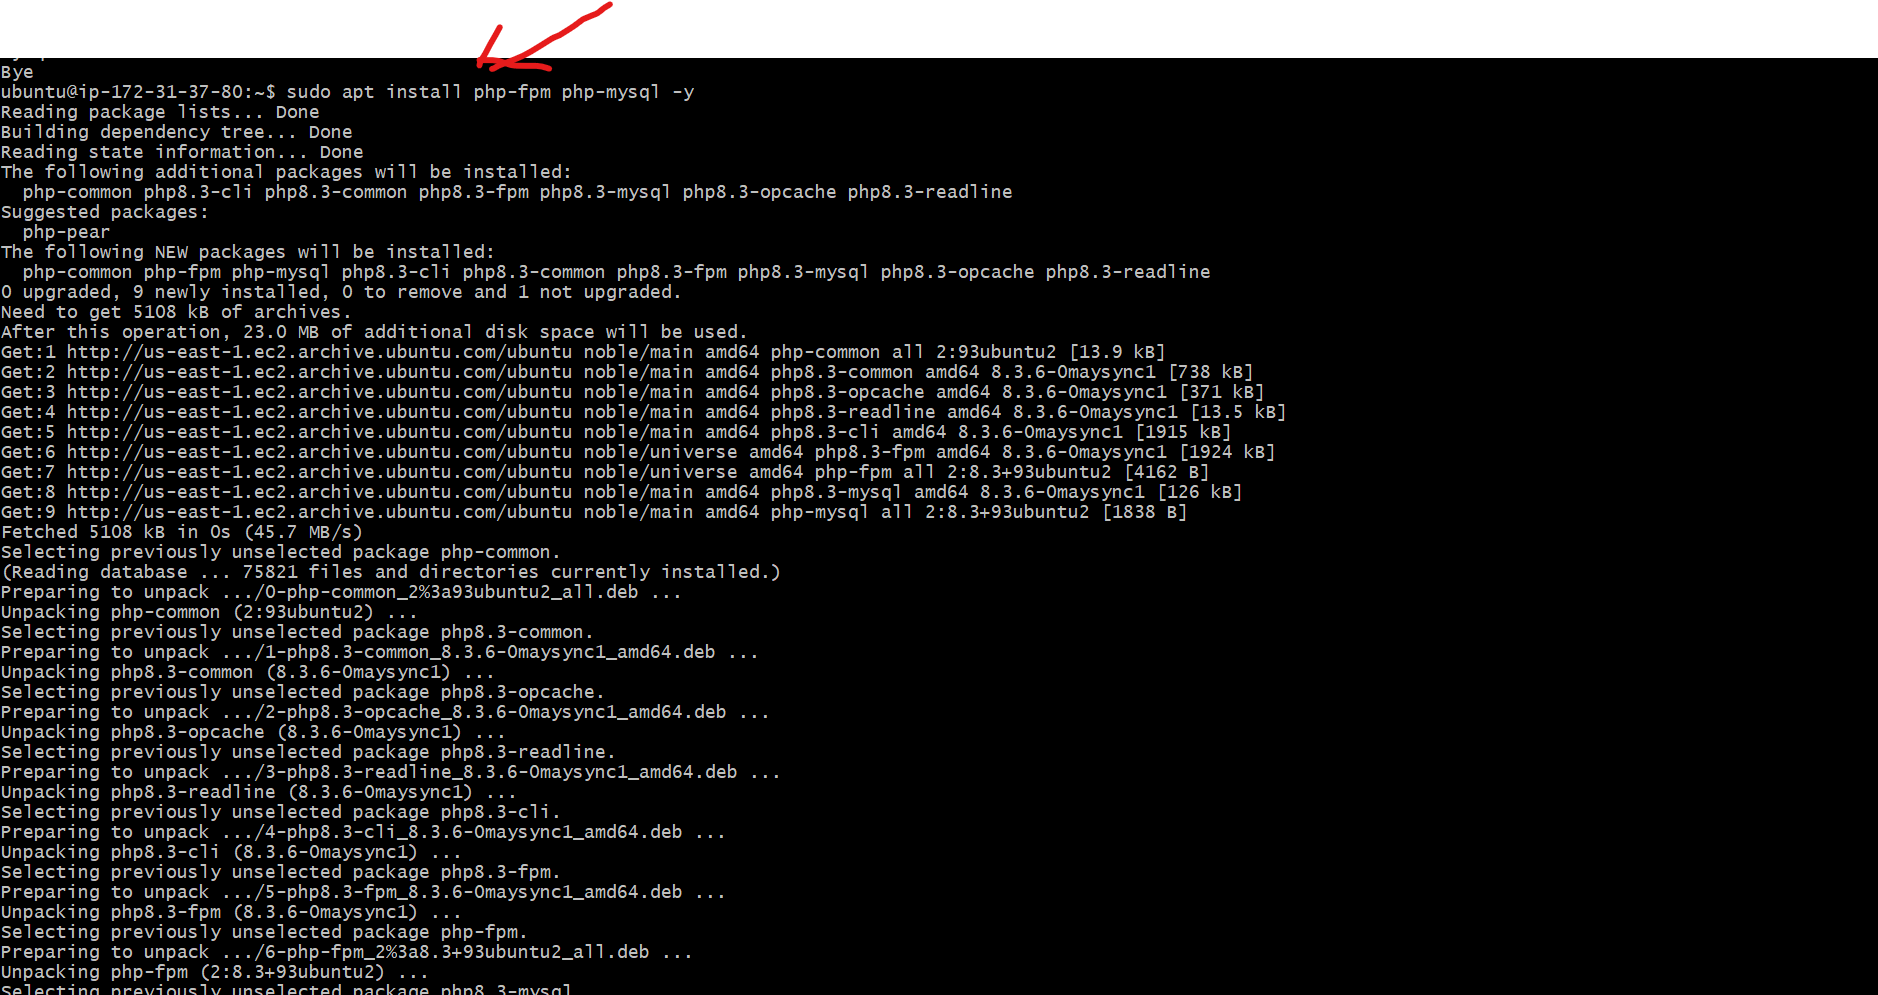 Bye
ubuntu@ip-172-31-37-80:~$ sudo apt install php-fpm php-mysql -y
Reading package lists... Done
Building dependency tree... Done
Reading state information... Done
The following additional packages will be installed:
  php-common php8.3-cli php8.3-common php8.3-fpm php8.3-mysql php8.3-opcache php8.3-readline
Suggested packages:
  php-pear
The following NEW packages will be installed:
  php-common php-fpm php-mysql php8.3-cli php8.3-common php8.3-fpm php8.3-mysql php8.3-opcache php8.3-readline
0 upgraded, 9 newly installed, 0 to remove and 1 not upgraded.
Need to get 5108 kB of archives.
After this operation, 23.0 MB of additional disk space will be used.
Get:1 http://us-east-1.ec2.archive.ubuntu.com/ubuntu noble/main amd64 php-common all 2:93ubuntu2 [13.9 kB]
Get:2 http://us-east-1.ec2.archive.ubuntu.com/ubuntu noble/main amd64 php8.3-common amd64 8.3.6-0maysync1 [738 kB]
Get:3 http://us-east-1.ec2.archive.ubuntu.com/ubuntu noble/main amd64 php8.3-opcache amd64 8.3.6-0maysync1 [371 kB]
Get:4 http://us-east-1.ec2.archive.ubuntu.com/ubuntu noble/main amd64 php8.3-readline amd64 8.3.6-0maysync1 [13.5 kB]
Get:5 http://us-east-1.ec2.archive.ubuntu.com/ubuntu noble/main amd64 php8.3-cli amd64 8.3.6-0maysync1 [1915 kB]
Get:6 http://us-east-1.ec2.archive.ubuntu.com/ubuntu noble/universe amd64 php8.3-fpm amd64 8.3.6-0maysync1 [1924 kB]
Get:7 http://us-east-1.ec2.archive.ubuntu.com/ubuntu noble/universe amd64 php-fpm all 2:8.3+93ubuntu2 [4162 B]
Get:8 http://us-east-1.ec2.archive.ubuntu.com/ubuntu noble/main amd64 php8.3-mysql amd64 8.3.6-0maysync1 [126 kB]
Get:9 http://us-east-1.ec2.archive.ubuntu.com/ubuntu noble/main amd64 php-mysql all 2:8.3+93ubuntu2 [1838 B]
Fetched 5108 kB in 0s (45.7 MB/s)
Selecting previously unselected package php-common.
(Reading database ... 75821 files and directories currently installed.)
Preparing to unpack .../0-php-common_2%3a93ubuntu2_all.deb ...
Unpacking php-common (2:93ubuntu2) ...
Selecting previously unselected package php8.3-common.
Preparing to unpack .../1-php8.3-common_8.3.6-0maysync1_amd64.deb ...
Unpacking php8.3-common (8.3.6-0maysync1) ...
Selecting previously unselected package php8.3-opcache.
Preparing to unpack .../2-php8.3-opcache_8.3.6-0maysync1_amd64.deb ...
Unpacking php8.3-opcache (8.3.6-0maysync1) ...
Selecting previously unselected package php8.3-readline.
Preparing to unpack .../3-php8.3-readline_8.3.6-0maysync1_amd64.deb ...
Unpacking php8.3-readline (8.3.6-0maysync1) ...
Selecting previously unselected package php8.3-cli.
Preparing to unpack .../4-php8.3-cli_8.3.6-0maysync1_amd64.deb ...
Unpacking php8.3-cli (8.3.6-0maysync1) ...
Selecting previously unselected package php8.3-fpm.
Preparing to unpack .../5-php8.3-fpm_8.3.6-0maysync1_amd64.deb ...
Unpacking php8.3-fpm (8.3.6-0maysync1) ...
Selecting previously unselected package php-fpm.
Preparing to unpack .../6-php-fpm_2%3a8.3+93ubuntu2_all.deb ...
Unpacking php-fpm (2:8.3+93ubuntu2) ...
Selecting previously unselected package php8.3-mysql